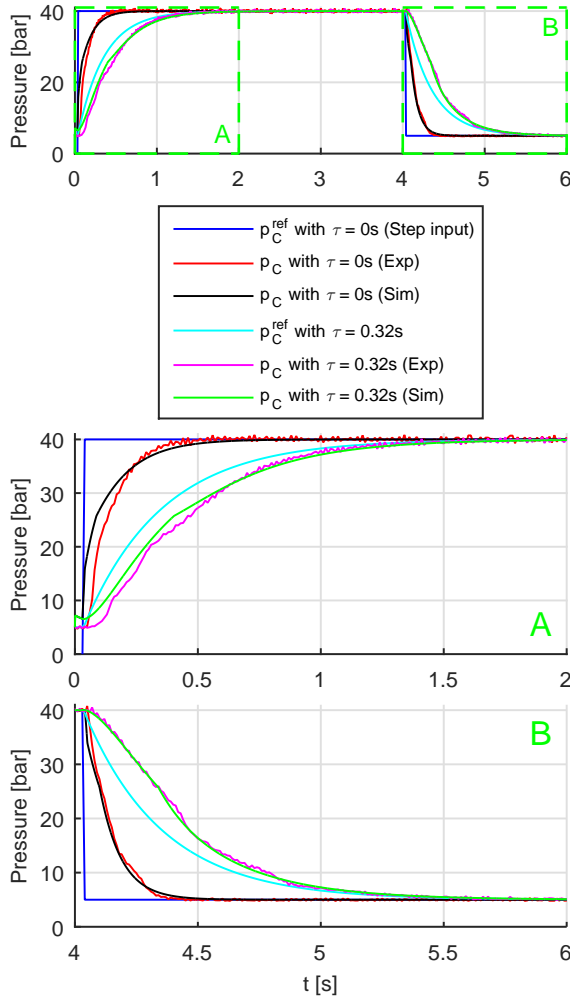 40
20
0
Pressure [bar]
A
B
0 1 2 3 4 5 6
p_C^ref with τ = 0s (Step input)
p_C with τ = 0s (Exp)
p_C with τ = 0s (Sim)
p_C^ref with τ = 0.32s
p_C with τ = 0.32s (Exp)
p_C with τ = 0.32s (Sim)
40
30
20
10
0
Pressure [bar]
A
0 0.5 1 1.5 2
40
30
20
10
0
Pressure [bar]
B
4 4.5 5 5.5 6
t [s]